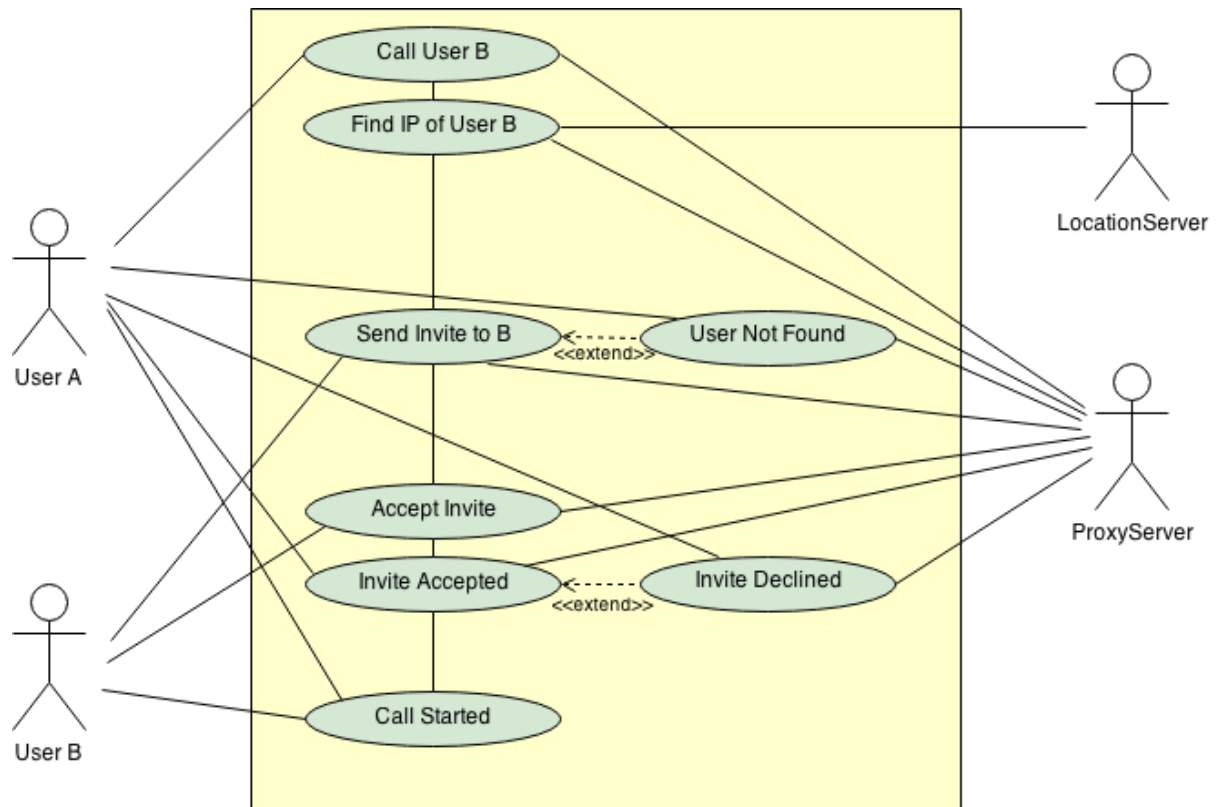 Call User B
Find IP of User B
LocationServer
Send Invite to B
<<extend>>
User Not Found
User A
Accept Invite
ProxyServer
Invite Accepted
<<extend>>
Invite Declined
Call Started
User B